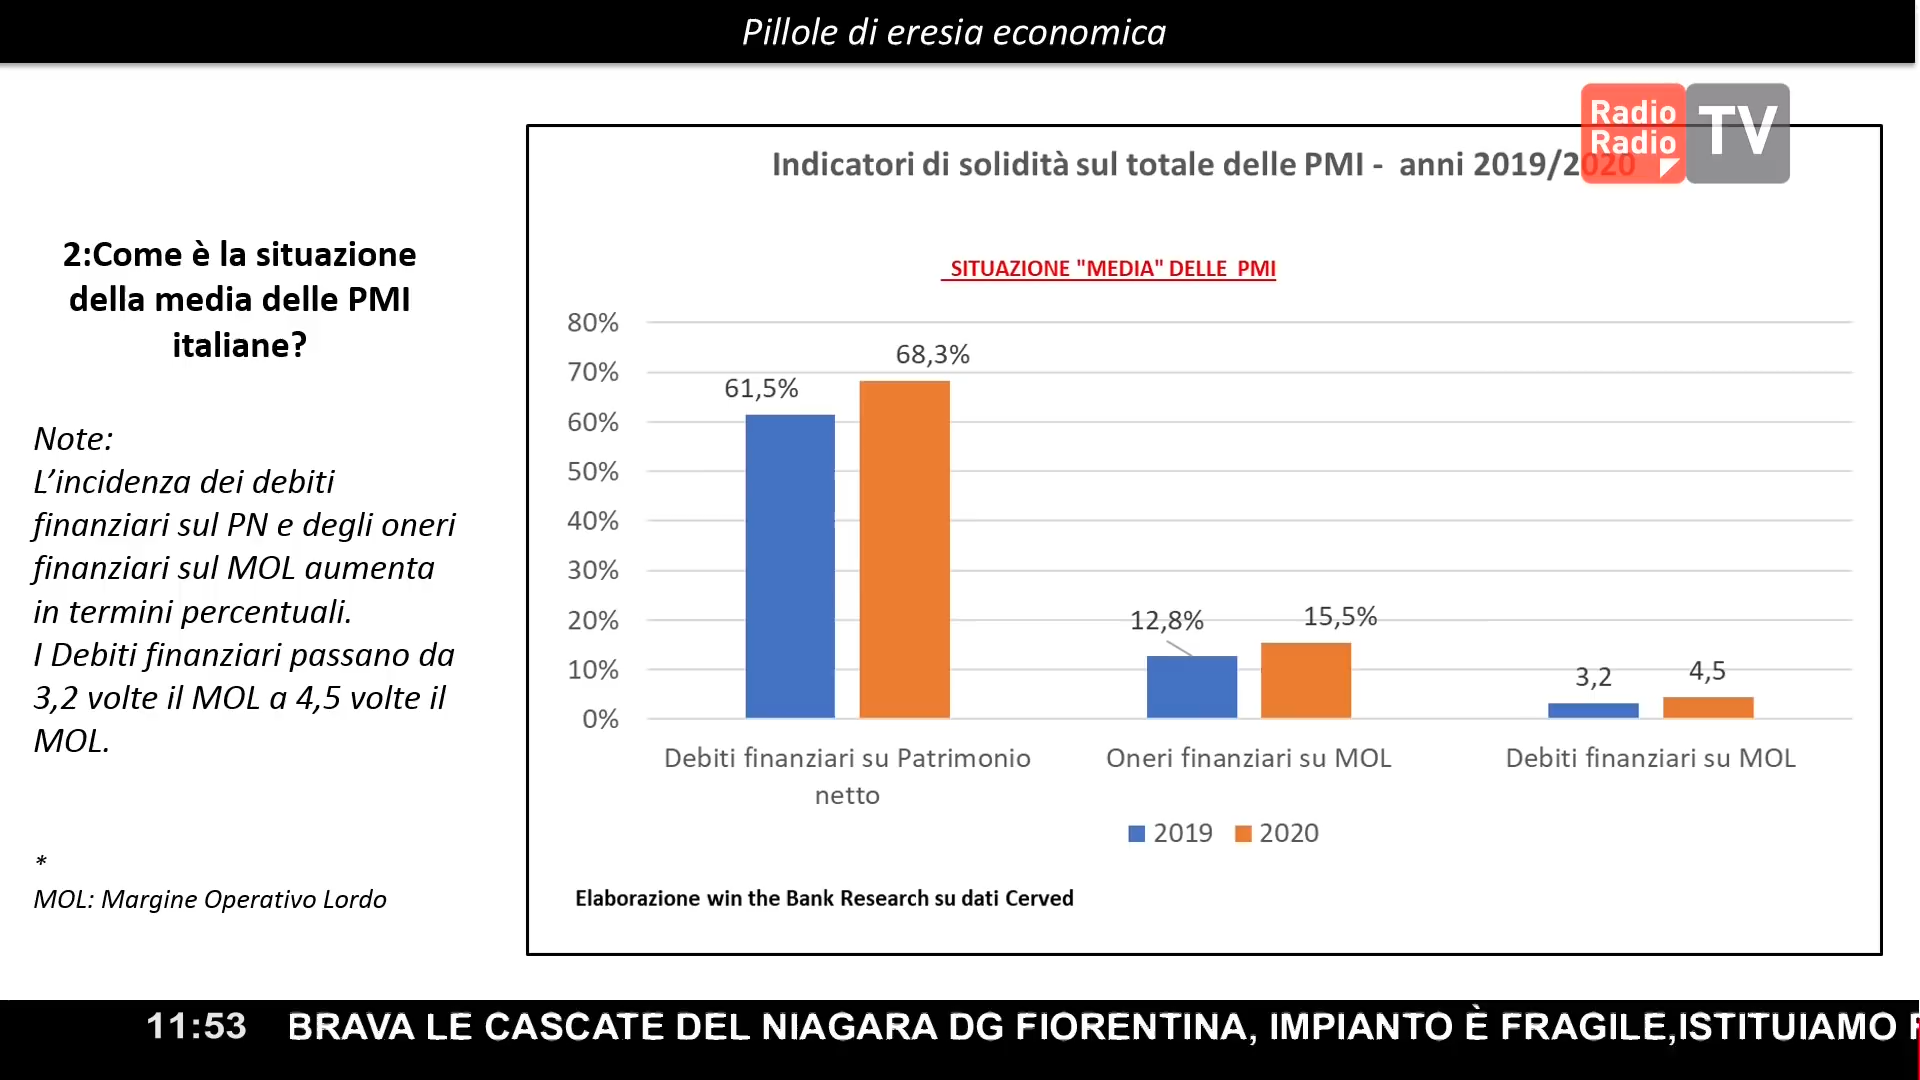 Pillole di eresia economica
Radio
Radio
TV
Indicatori di solidità sul totale delle PMI - anni 2019/2020
2:Come è la situazione
della media delle PMI
italiane?
Note:
L’incidenza dei debiti
finanziari sul PN e degli oneri
finanziari sul MOL aumenta
in termini percentuali.
I Debiti finanziari passano da
3,2 volte il MOL a 4,5 volte il
MOL.
*
MOL: Margine Operativo Lordo
SITUAZIONE "MEDIA" DELLE PMI
80%
70%
60%
50%
40%
30%
20%
10%
0%
61,5%
68,3%
12,8%
15,5%
3,2
4,5
Debiti finanziari su Patrimonio
netto
Oneri finanziari su MOL
Debiti finanziari su MOL
2019 2020
Elaborazione win the Bank Research su dati Cerved
11:53 BRAVA LE CASCATE DEL NIAGARA DG FIORENTINA, IMPIANTO È FRAGILE,ISTITUIAMO